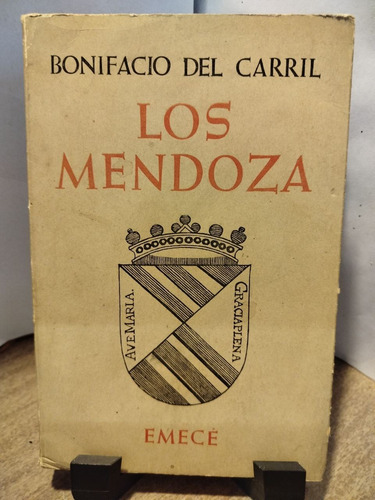 BONIFACIO DEL CARRIL
LOS
MENDOZA
AVEMARIA.
GRACIAPLENA
EMECÉ